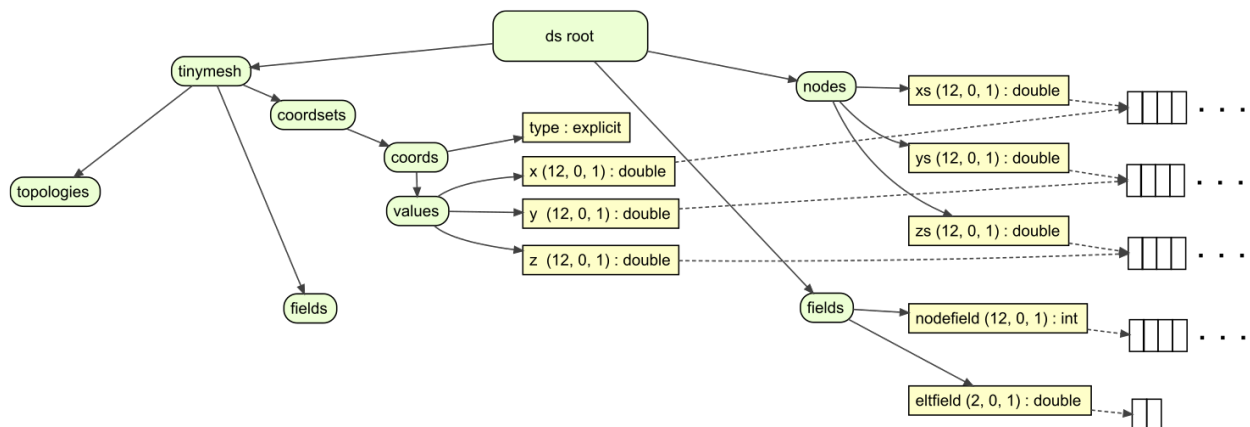 ds root
tinymesh
nodes
xs (12, 0, 1) : double
. . .
coordsets
type : explicit
coords
ys (12, 0, 1) : double
x (12, 0, 1) : double
. . .
topologies
values
y  (12, 0, 1) : double
zs (12, 0, 1) : double
z  (12, 0, 1) : double
. . .
fields
fields
nodefield (12, 0, 1) : int
. . .
eltfield (2, 0, 1) : double